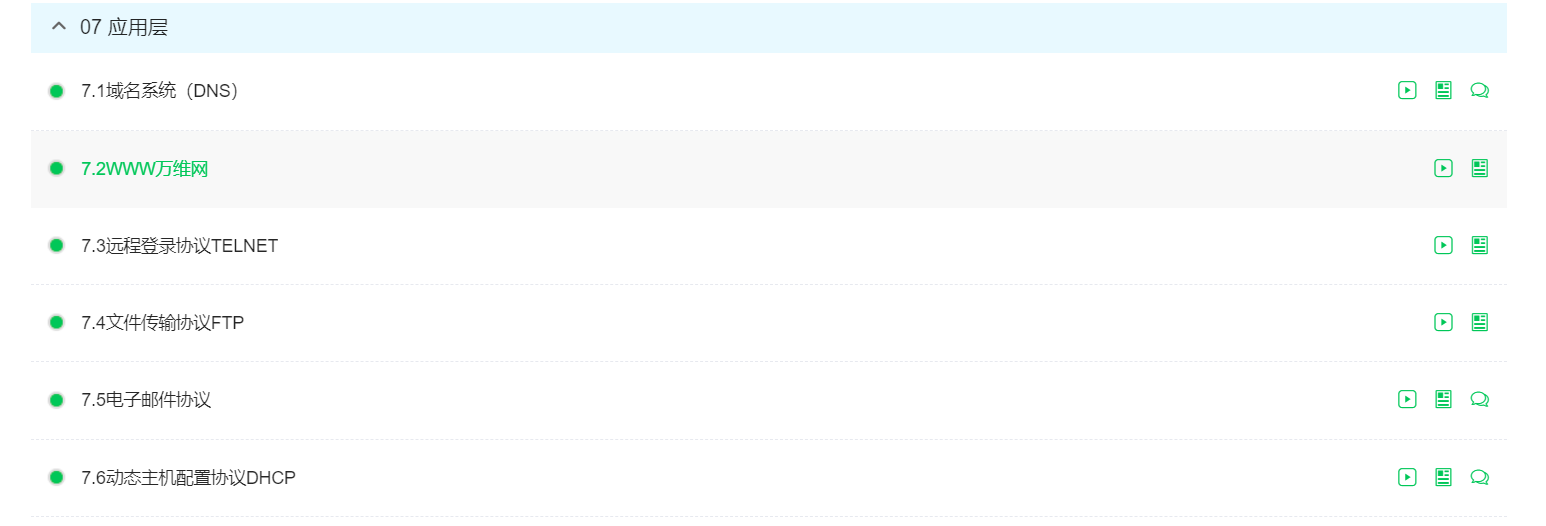 07 应用层
7.1域名系统（DNS）
7.2WWW万维网
7.3远程登录协议TELNET
7.4文件传输协议FTP
7.5电子邮件协议
7.6动态主机配置协议DHCP